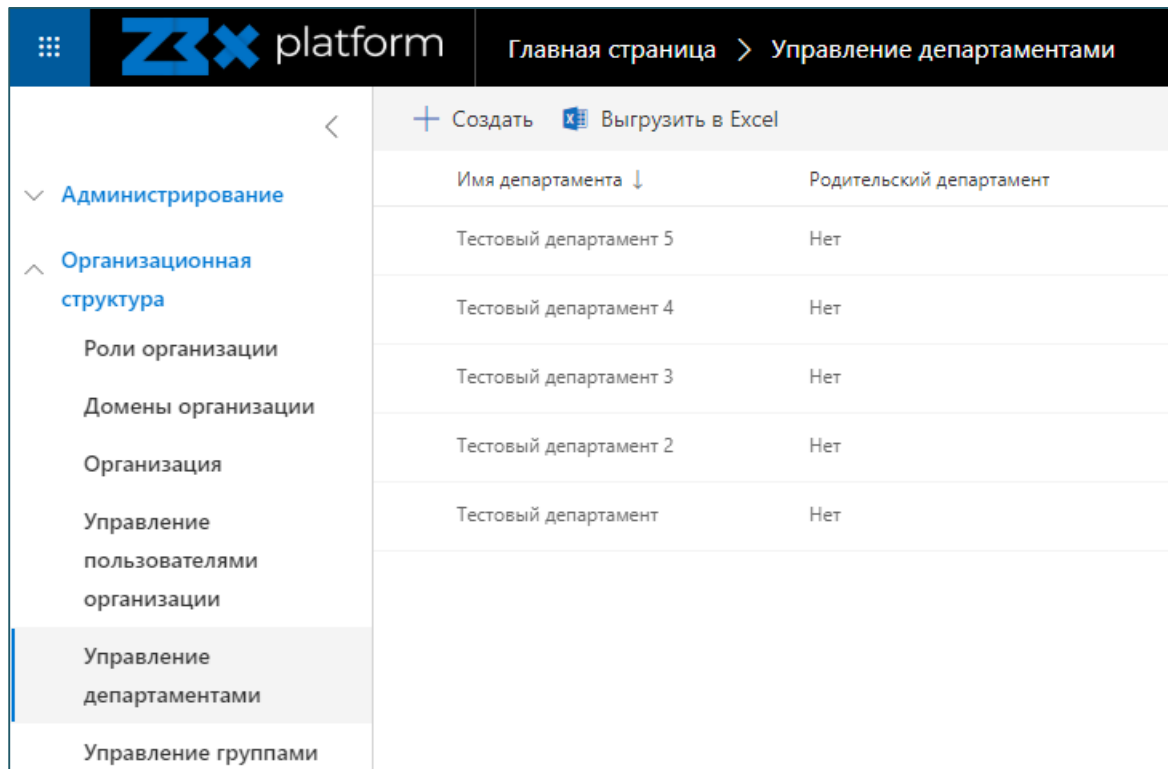 Z3X platform
Главная страница > Управление департаментами
Создать Выгрузить в Excel
Администрирование
Организационная
структура
Роли организации
Домены организации
Организация
Управление
пользователями
организации
Управление
департаментами
Управление группами
Имя департамента ↓ Родительский департамент
Тестовый департамент 5 Нет
Тестовый департамент 4 Нет
Тестовый департамент 3 Нет
Тестовый департамент 2 Нет
Тестовый департамент Нет